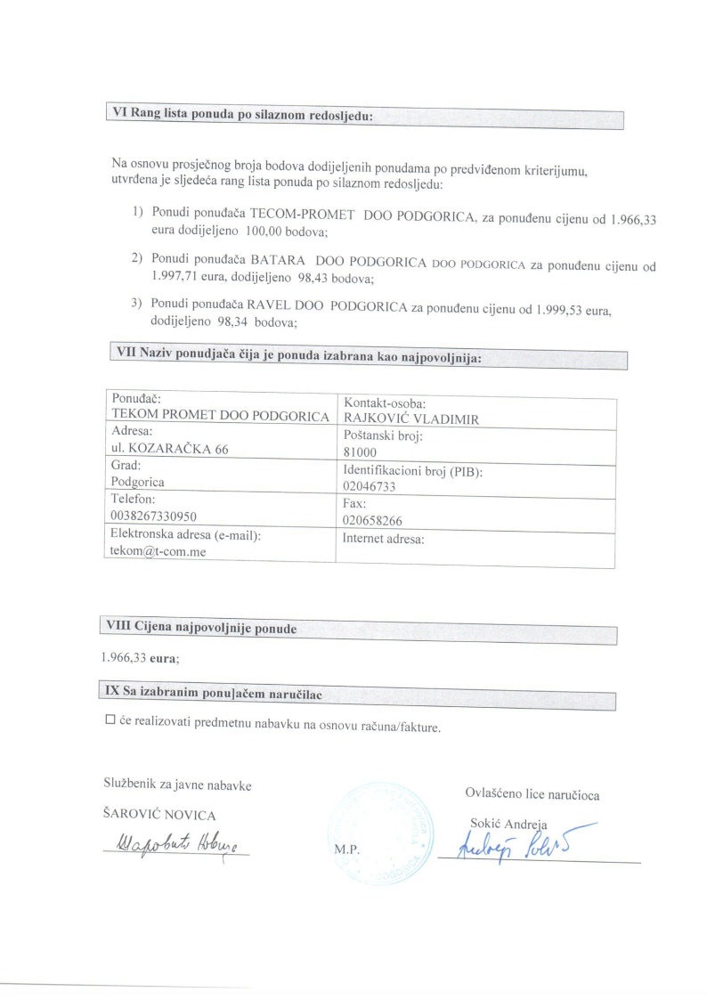 VI Rang lista ponuda po silaznom redosljedu:
Na osnovu prosječnog broja bodova dodijeljenih ponudama po predviđenom kriterijumu,
utvrđena je sljedeća rang lista ponuda po silaznom redosljedu:
1) Ponudi ponuđača TECOM-PROMET DOO PODGORICA, za ponuđenu cijenu od 1.966,33
eura dodijeljeno 100,00 bodova;
2) Ponudi ponuđača BATARA DOO PODGORICA DOO PODGORICA za ponuđenu cijenu od
1.997,71 eura, dodijeljeno 98,43 bodova;
3) Ponudi ponuđača RAVEL DOO PODGORICA za ponuđenu cijenu od 1.999,53 eura,
dodijeljeno 98,34 bodova;
VII Naziv ponudjača čija je ponuda izabrana kao najpovoljnija:
Ponuđač:
TEKOM PROMET DOO PODGORICA
Kontakt-osoba:
RAJKOVIĆ VLADIMIR
Adresa:
ul. KOZARAČKA 66
Poštanski broj:
81000
Grad:
Podgorica
Identifikacioni broj (PIB):
02046733
Telefon:
0038267330950
Fax:
020658266
Elektronska adresa (e-mail):
tekom@t-com.me
Internet adresa:
VIII Cijena najpovoljnije ponude
1.966,33 eura;
IX Sa izabranim ponuJačem naručilac
☐ će realizovati predmetnu nabavku na osnovu računa/fakture.
Službenik za javne nabavke
ŠAROVIĆ NOVICA
Ovlašćeno lice naručioca
Sokić Andreja
M.P.
PODGORICA